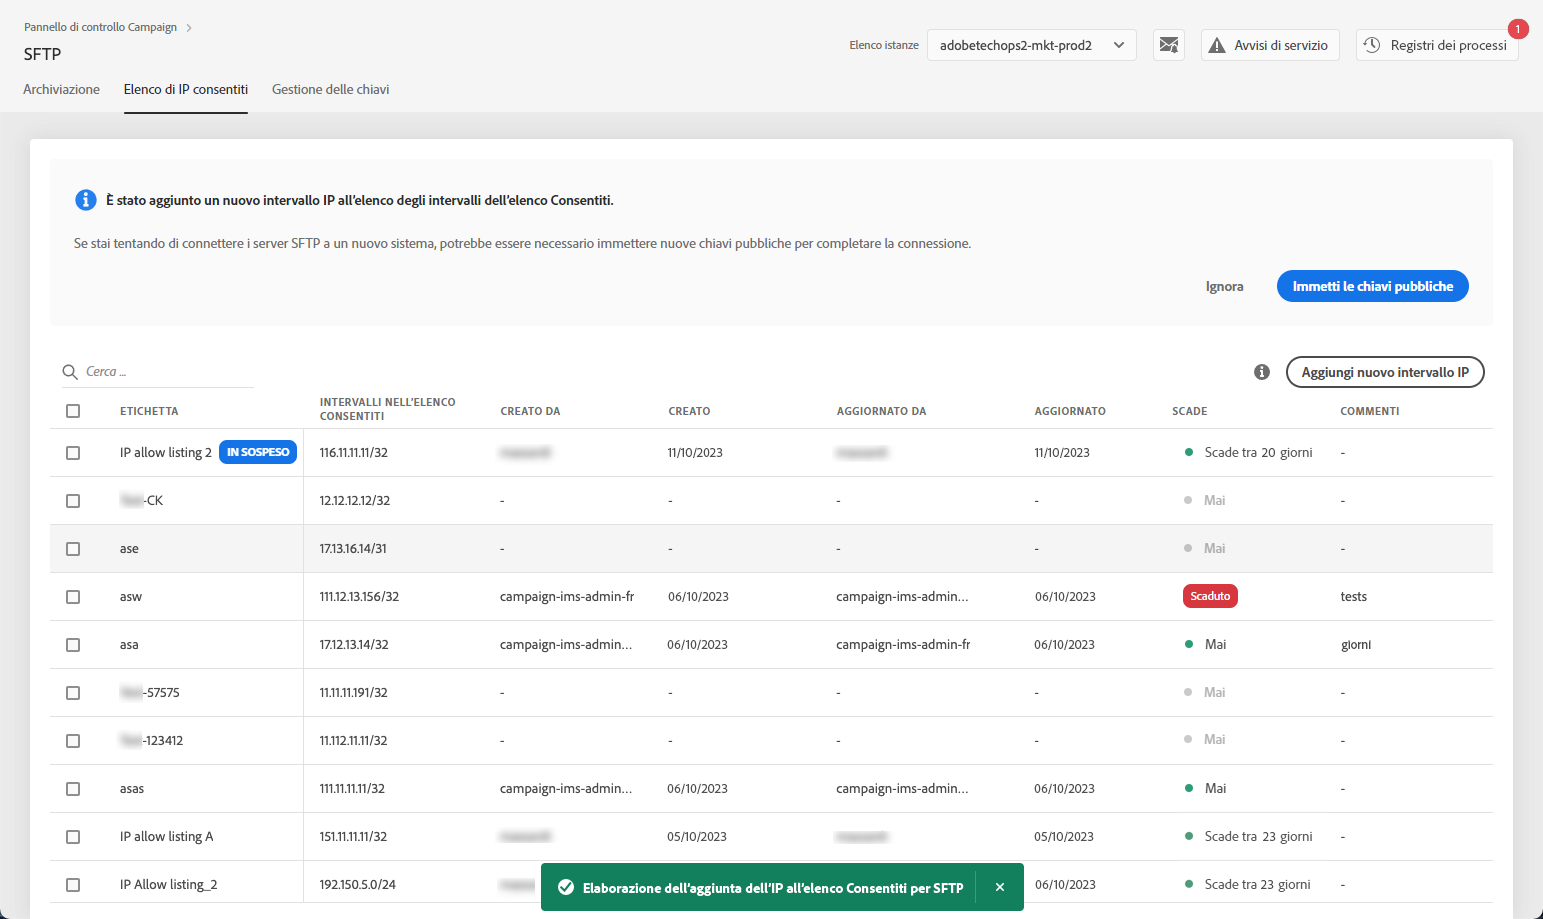 Pannello di controllo Campaign
SFTP
Elenco istanze
adobetechops2-mkt-prod2
Avvisi di servizio
Registri dei processi
1
Archiviazione
Elenco di IP consentiti
Gestione delle chiavi
È stato aggiunto un nuovo intervallo IP all'elenco degli intervalli dell'elenco Consentiti.
Se stai tentando di connettere i server SFTP a un nuovo sistema, potrebbe essere necessario immettere nuove chiavi pubbliche per completare la connessione.
Ignora
Immetti le chiavi pubbliche
Cerca ...
Aggiungi nuovo intervallo IP
ETICHETTA INTERVALLI NELL'ELENCO CONSENTITI CREATO DA CREATO AGGIORNATO DA AGGIORNATO SCADE COMMENTI
IP allow listing 2 IN SOSPESO 116.11.11.11/32 11/10/2023 11/10/2023 Scade tra 20 giorni -
-CK 12.12.12.12/32 - - - - Mai -
ase 17.13.16.14/31 - - - - Mai -
asw 111.12.13.156/32 campaign-ims-admin-fr 06/10/2023 campaign-ims-admin... 06/10/2023 Scaduto tests
asa 17.12.13.14/32 campaign-ims-admin... 06/10/2023 campaign-ims-admin-fr 06/10/2023 Mai giorni
-57575 11.11.11.191/32 - - - - Mai -
-123412 11.112.11.11/32 - - - - Mai -
asas 111.11.11.11/32 campaign-ims-admin... 06/10/2023 campaign-ims-admin... 06/10/2023 Mai -
IP allow listing A 151.11.11.11/32 05/10/2023 05/10/2023 Scade tra 23 giorni -
IP Allow listing_2 192.150.5.0/24 06/10/2023 Scade tra 23 giorni -
Elaborazione dell'aggiunta dell'IP all'elenco Consentiti per SFTP